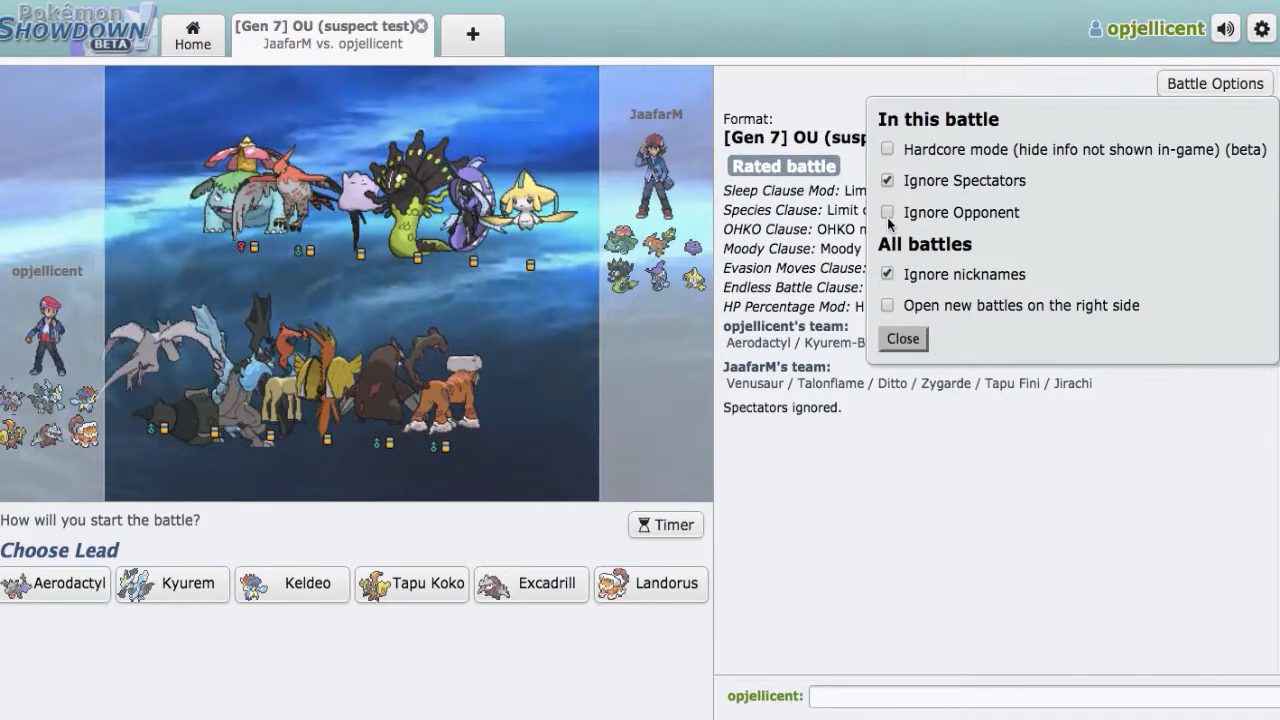 Pokémon
SHOWDOWN!
BETA
Home
[Gen 7] OU (suspect test)
JaafarM vs. opjellicent
+
opjellicent
Battle Options
JaafarM
opjellicent
Format:
[Gen 7] OU (susp
Rated battle
Sleep Clause Mod: Lim
Species Clause: Limit o
OHKO Clause: OHKO n
Moody Clause: Moody
Evasion Moves Clause:
Endless Battle Clause:
HP Percentage Mod: H
opjellicent's team:
Aerodactyl / Kyurem-B
JaafarM's team:
Venusaur / Talonflame / Ditto / Zygarde / Tapu Fini / Jirachi
Spectators ignored.
In this battle
Hardcore mode (hide info not shown in-game) (beta)
Ignore Spectators
Ignore Opponent
All battles
Ignore nicknames
Open new battles on the right side
Close
How will you start the battle?
Timer
Choose Lead
Aerodactyl
Kyurem
Keldeo
Tapu Koko
Excadrill
Landorus
opjellicent: